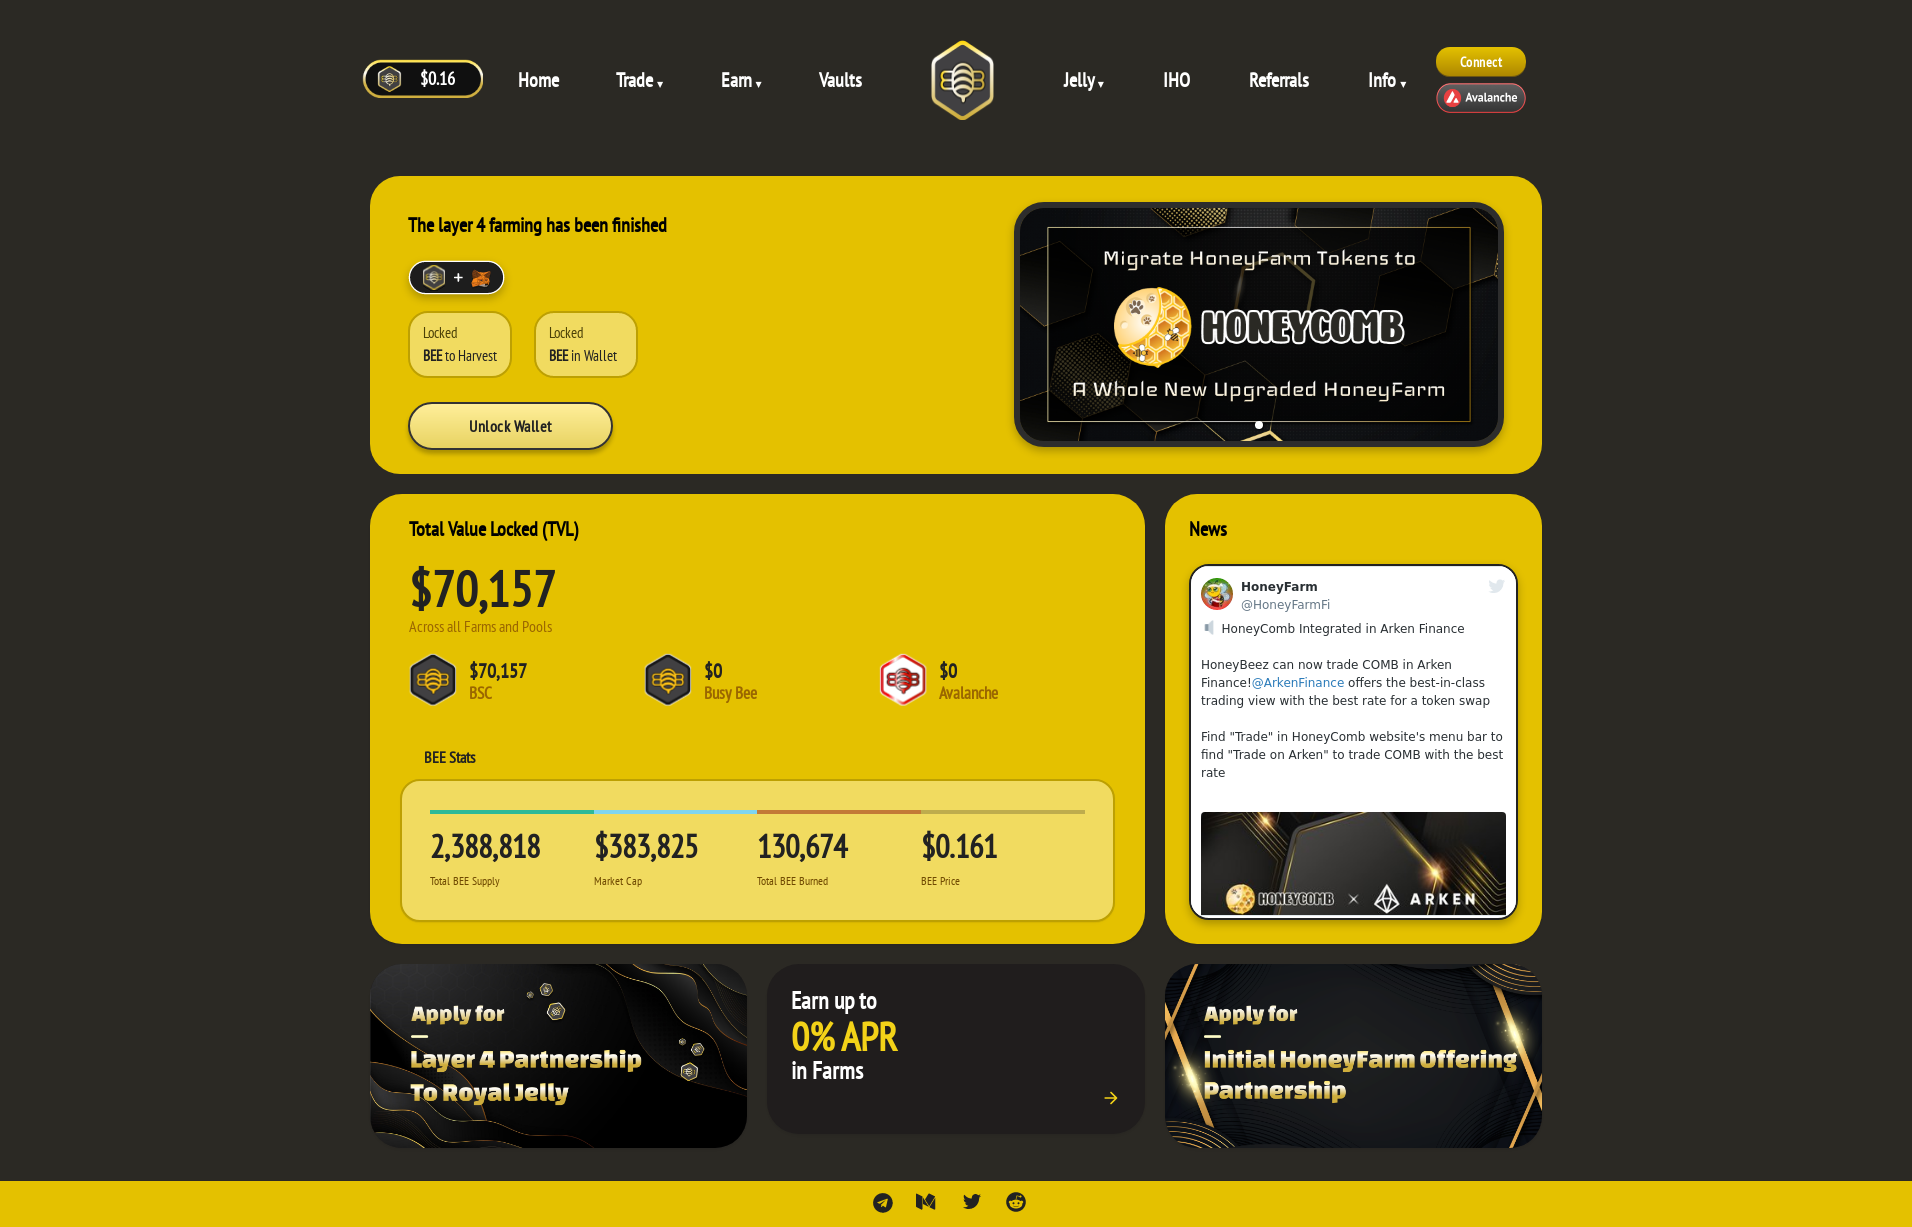 $0.16
Home
Trade ▾
Earn ▾
Vaults
Jelly ▾
IHO
Referrals
Info ▾
Connect
Avalanche
The layer 4 farming has been finished
+
Locked
BEE to Harvest
Locked
BEE in Wallet
Unlock Wallet
Migrate HoneyFarm Tokens to
HONEYCOMB
A Whole New Upgraded HoneyFarm
Total Value Locked (TVL)
$70,157
Across all Farms and Pools
$70,157
BSC
$0
Busy Bee
$0
Avalanche
BEE Stats
2,388,818
Total BEE Supply
$383,825
Market Cap
130,674
Total BEE Burned
$0.161
BEE Price
News
HoneyFarm
@HoneyFarmFi
HoneyComb Integrated in Arken Finance
HoneyBeez can now trade COMB in Arken
Finance!@ArkenFinance offers the best-in-class
trading view with the best rate for a token swap
Find "Trade" in HoneyComb website's menu bar to
find "Trade on Arken" to trade COMB with the best
rate
HONEYCOMB × ARKEN
Apply for
Layer 4 Partnership
To Royal Jelly
Earn up to
0% APR
in Farms
Apply for
Initial HoneyFarm Offering
Partnership